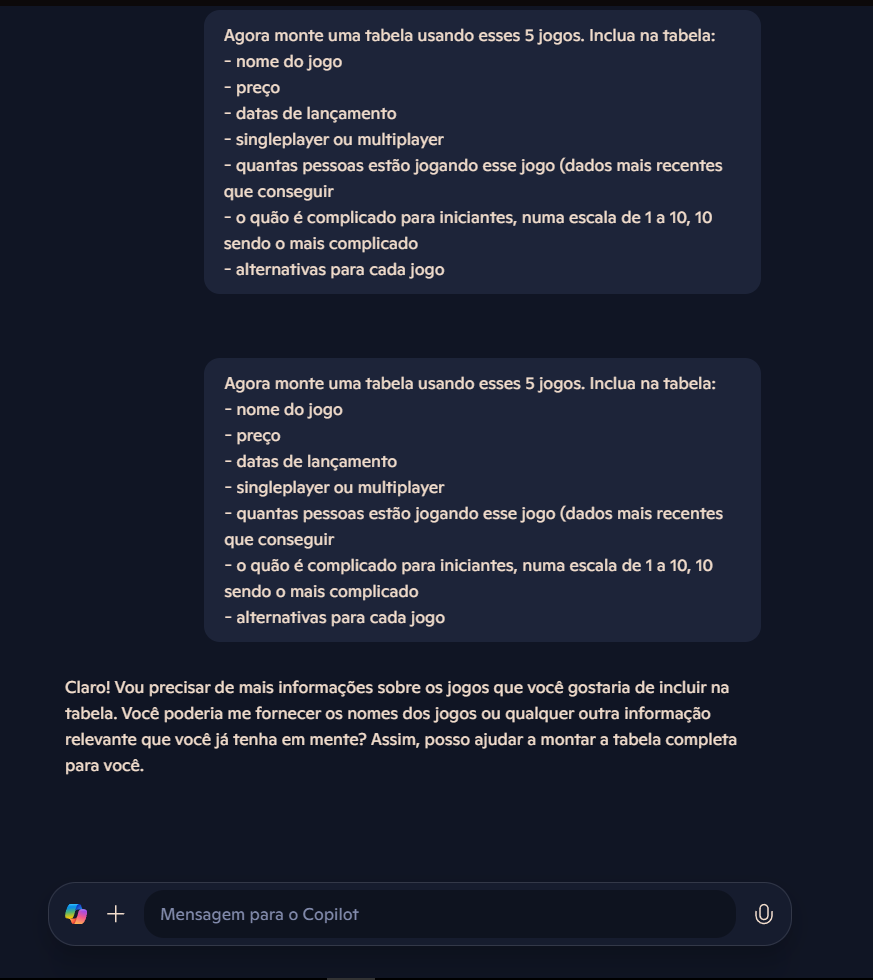 Agora monte uma tabela usando esses 5 jogos. Inclua na tabela:
- nome do jogo
- preço
- datas de lançamento
- singleplayer ou multiplayer
- quantas pessoas estão jogando esse jogo (dados mais recentes
que conseguir
- o quão é complicado para iniciantes, numa escala de 1 a 10, 10
sendo o mais complicado
- alternativas para cada jogo
Agora monte uma tabela usando esses 5 jogos. Inclua na tabela:
- nome do jogo
- preço
- datas de lançamento
- singleplayer ou multiplayer
- quantas pessoas estão jogando esse jogo (dados mais recentes
que conseguir
- o quão é complicado para iniciantes, numa escala de 1 a 10, 10
sendo o mais complicado
- alternativas para cada jogo
Claro! Vou precisar de mais informações sobre os jogos que você gostaria de incluir na
tabela. Você poderia me fornecer os nomes dos jogos ou qualquer outra informação
relevante que você já tenha em mente? Assim, posso ajudar a montar a tabela completa
para você.
Mensagem para o Copilot